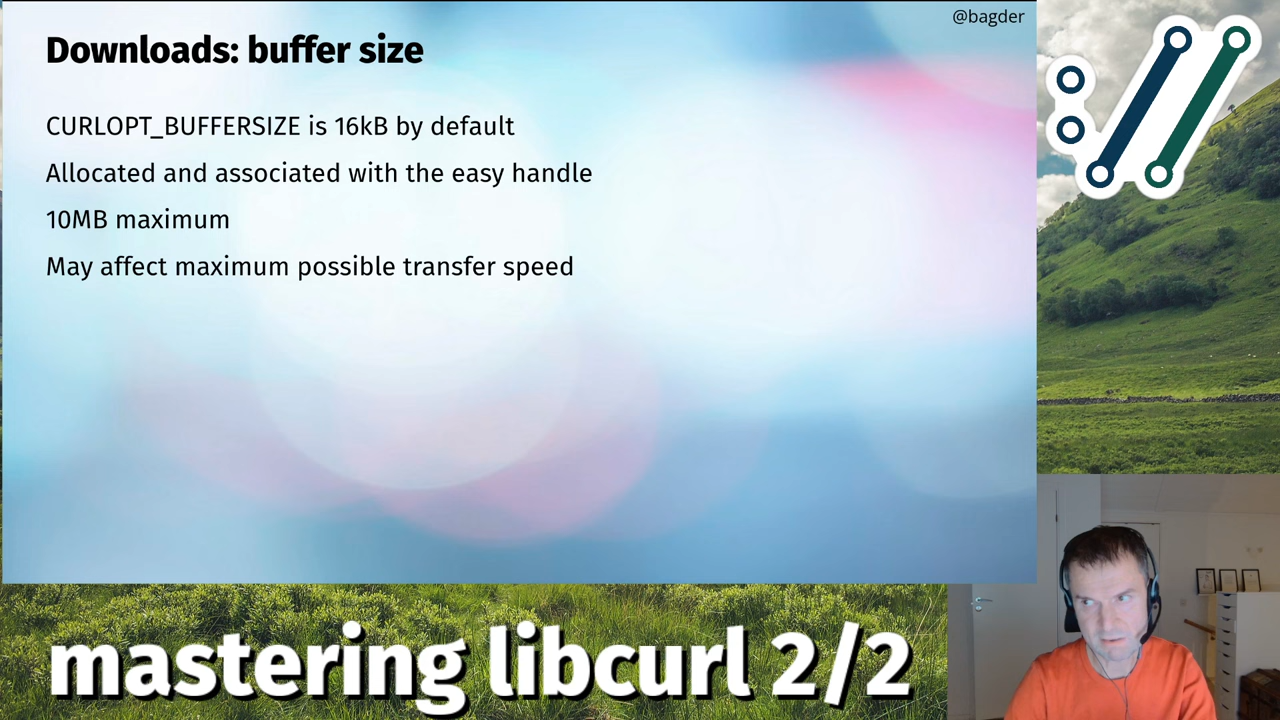 @bagder
Downloads: buffer size
CURLOPT_BUFFERSIZE is 16kB by default
Allocated and associated with the easy handle
10MB maximum
May affect maximum possible transfer speed
mastering libcurl 2/2